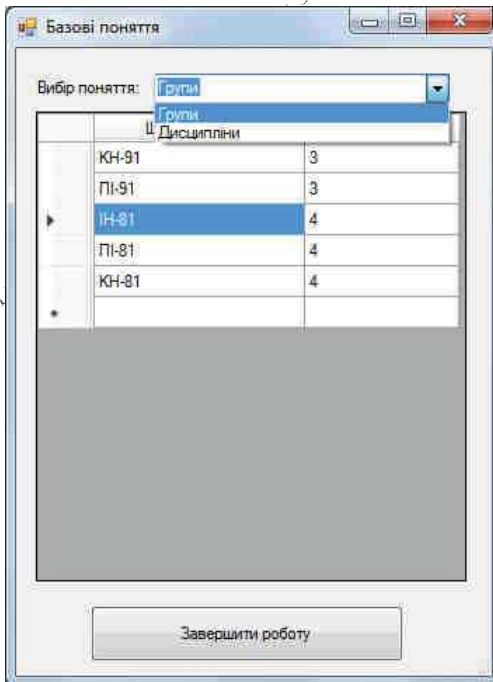 Базові поняття
Вибір поняття: Групи
Групи
Дисципліни
КН-91 3
ПІ-91 3
ІН-81 4
ПІ-81 4
КН-81 4
Завершити роботу